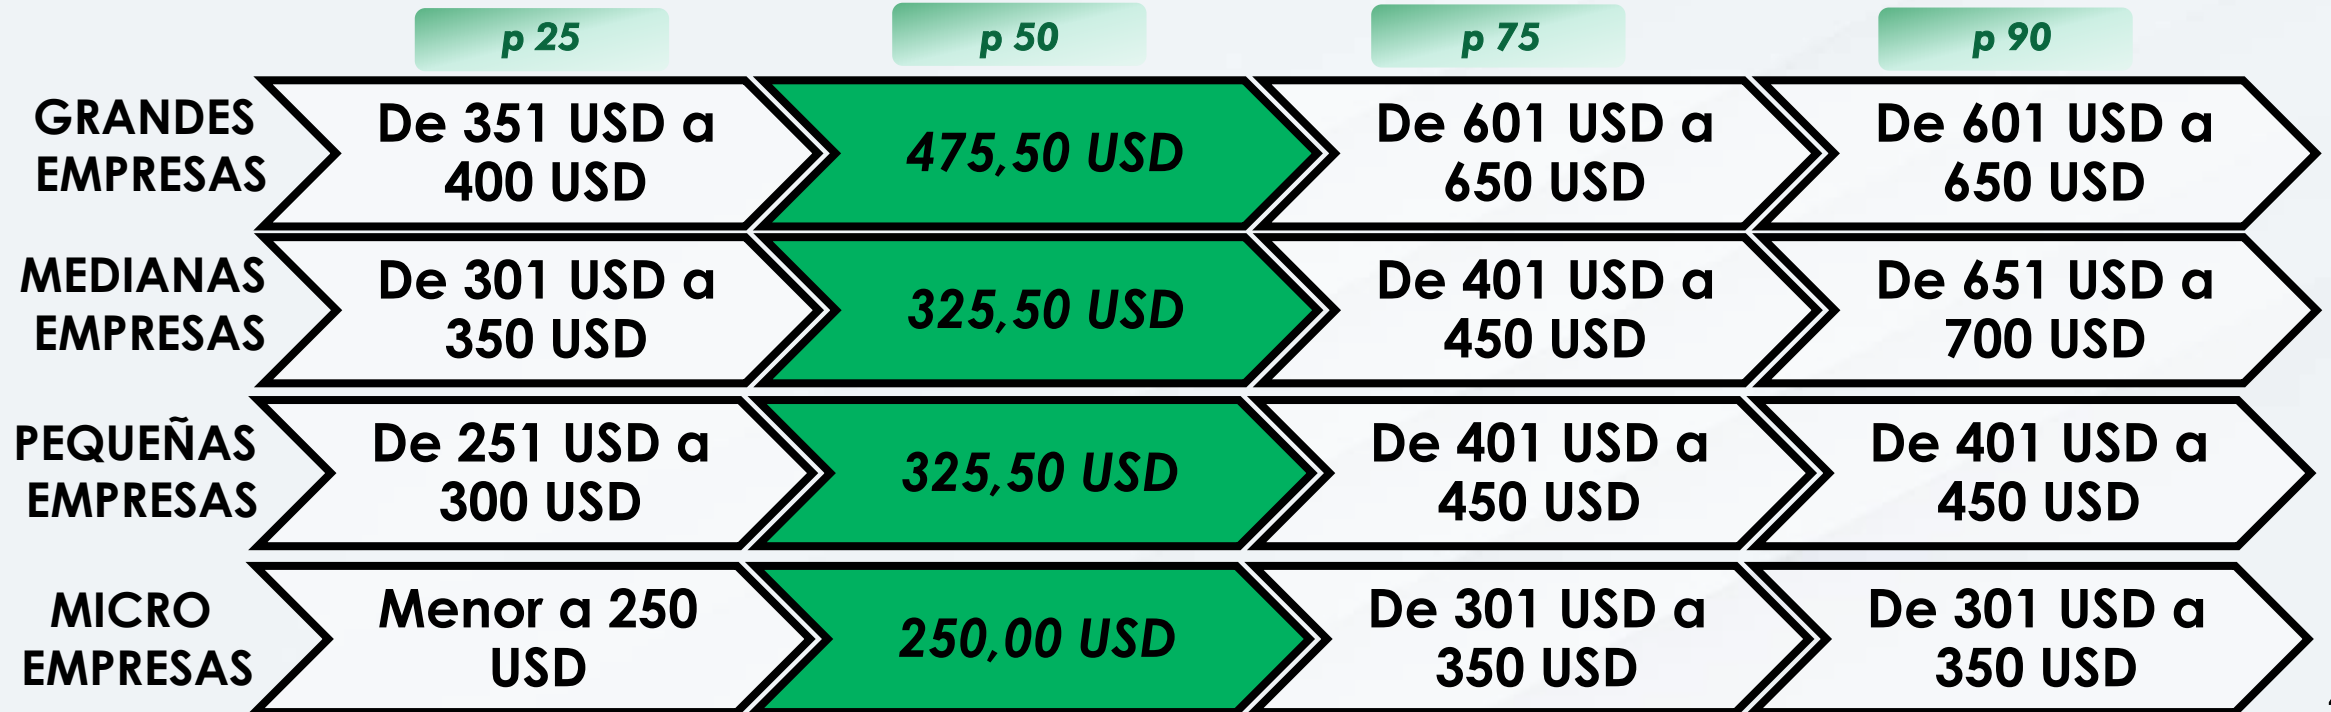 p 25
p 50
p 75
p 90
GRANDES
EMPRESAS
De 351 USD a
400 USD
475,50 USD
De 601 USD a
650 USD
De 601 USD a
650 USD
MEDIANAS
EMPRESAS
De 301 USD a
350 USD
325,50 USD
De 401 USD a
450 USD
De 651 USD a
700 USD
PEQUEÑAS
EMPRESAS
De 251 USD a
300 USD
325,50 USD
De 401 USD a
450 USD
De 401 USD a
450 USD
MICRO
EMPRESAS
Menor a 250
USD
250,00 USD
De 301 USD a
350 USD
De 301 USD a
350 USD